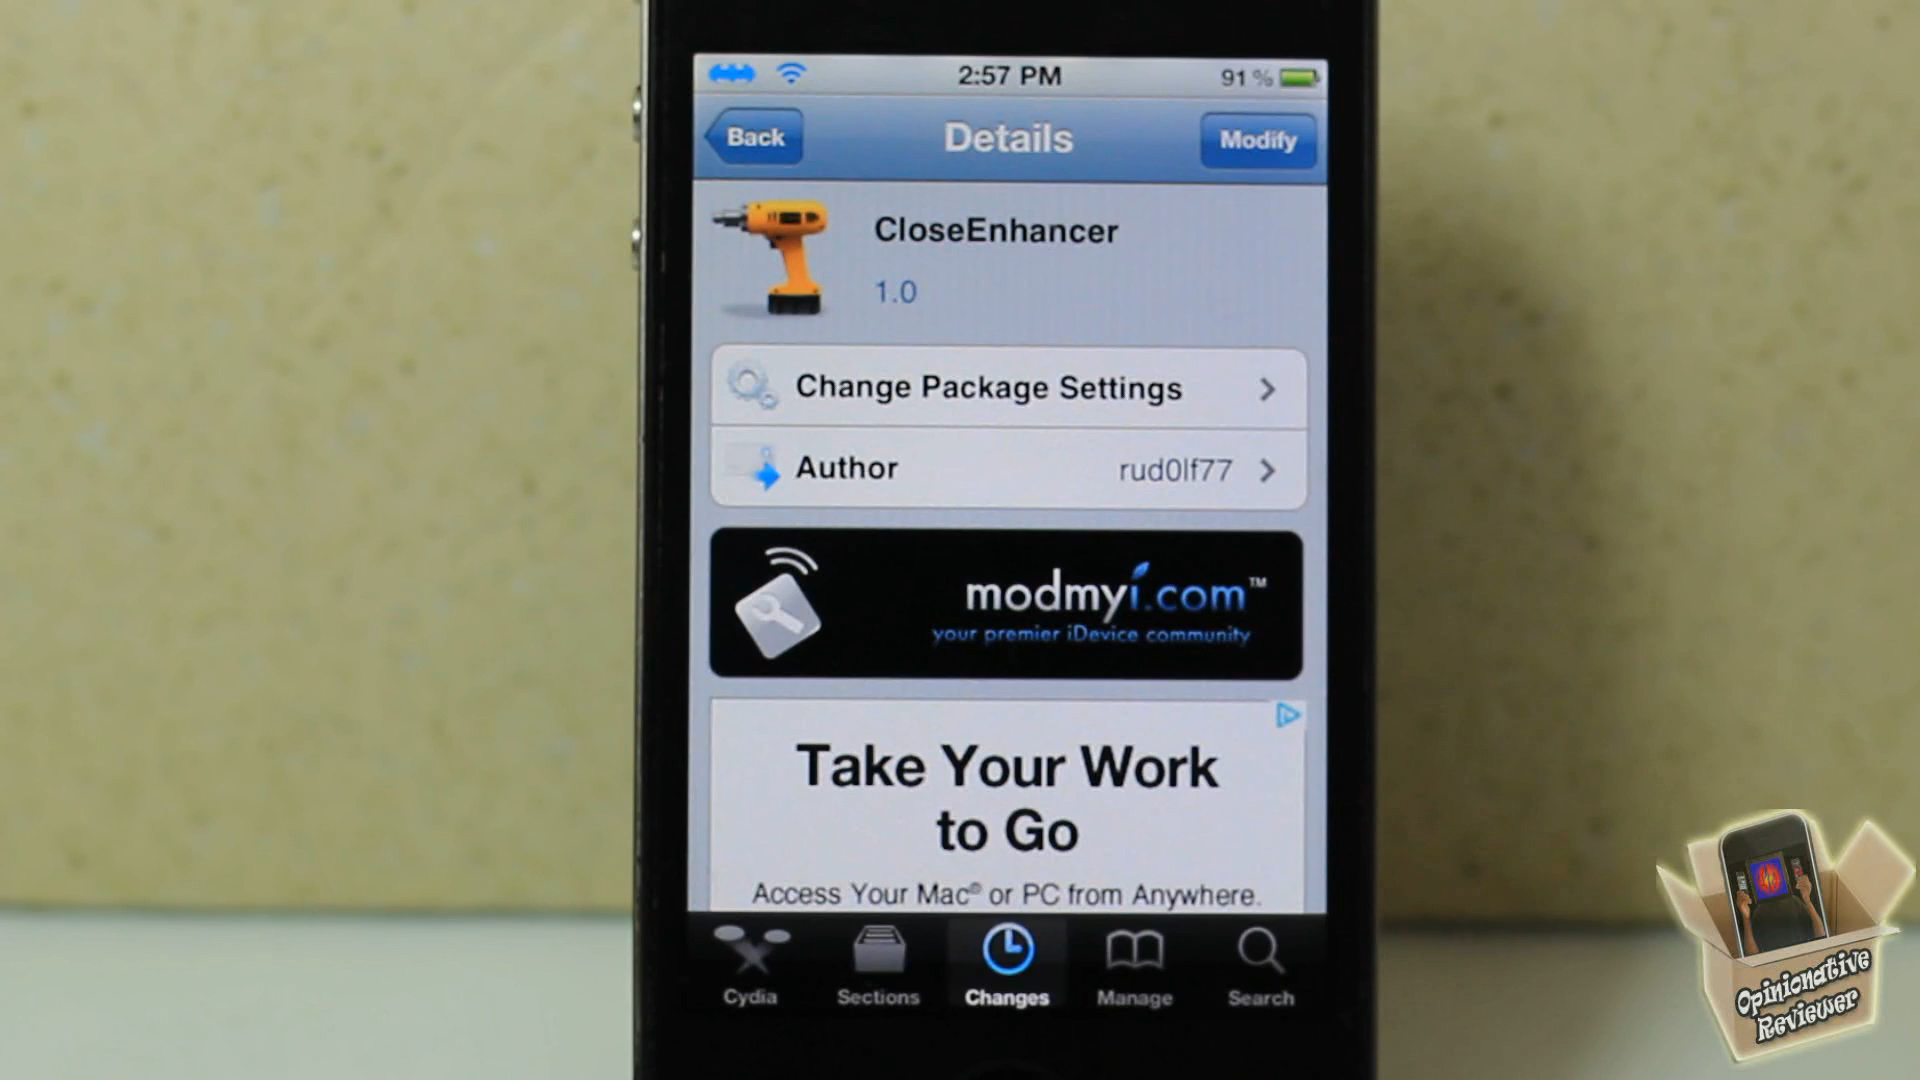 2:57 PM
91 %
Back
Details
Modify
CloseEnhancer
1.0
Change Package Settings
Author
rud0lf77
modmyi.com™
your premier iDevice community
Take Your Work
to Go
Access Your Mac® or PC from Anywhere.
Cydia
Sections
Changes
Manage
Search
Opinionative
Reviewer